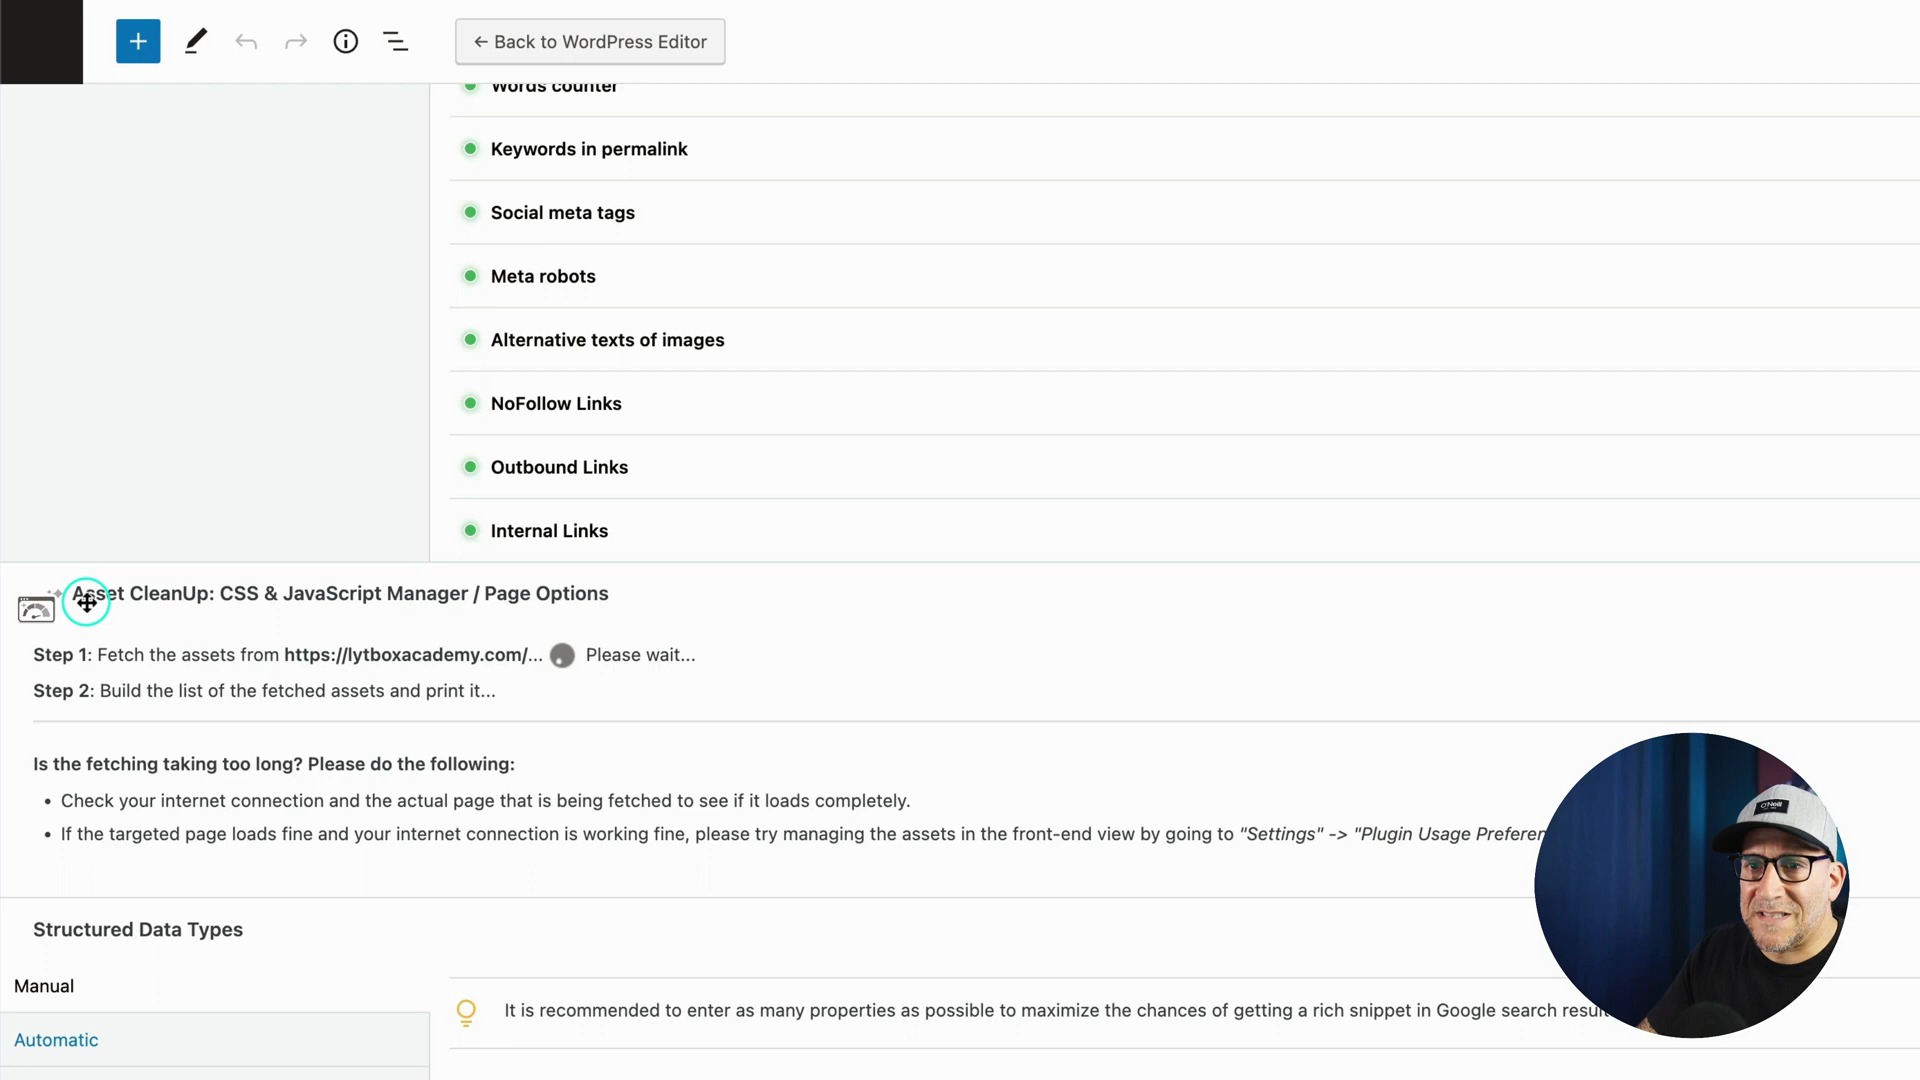 ← Back to WordPress Editor
Words counter
Keywords in permalink
Social meta tags
Meta robots
Alternative texts of images
NoFollow Links
Outbound Links
Internal Links
Asset CleanUp: CSS & JavaScript Manager / Page Options
Step 1: Fetch the assets from https://lytboxacademy.com/... Please wait...
Step 2: Build the list of the fetched assets and print it...
Is the fetching taking too long? Please do the following:
• Check your internet connection and the actual page that is being fetched to see if it loads completely.
• If the targeted page loads fine and your internet connection is working fine, please try managing the assets in the front-end view by going to "Settings" -> "Plugin Usage
O'Neill
Structured Data Types
Manual
It is recommended to enter as many properties as possible to maximize the chances of getting a rich snippet in Google search
Automatic